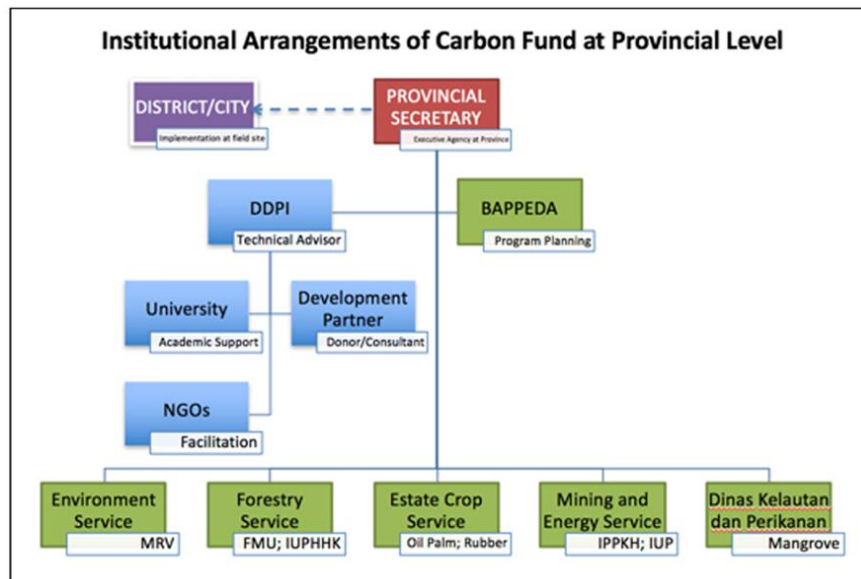 Institutional Arrangements of Carbon Fund at Provincial Level
DISTRICT/CITY
Implementation at field site
PROVINCIAL
SECRETARY
Executive Agency at Province
DDPI
Technical Advisor
BAPPEDA
Program Planning
University
Academic Support
Development
Partner
Donor/Consultant
NGOs
Facilitation
Environment
Service
MRV
Forestry
Service
FMU; IUPHHK
Estate Crop
Service
Oil Palm; Rubber
Mining and
Energy Service
IPPKH; IUP
Dinas Kelautan
dan Perikanan
Mangrove